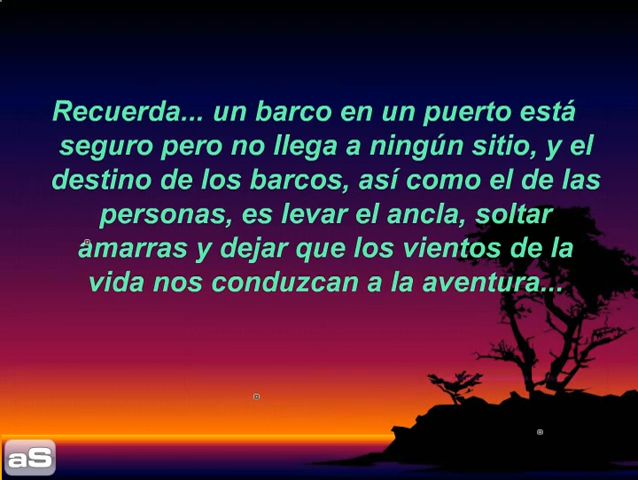 Recuerda... un barco en un puerto está
seguro pero no llega a ningún sitio, y el
destino de los barcos, así como el de las
personas, es levar el ancla, soltar
amarras y dejar que los vientos de la
vida nos conduzcan a la aventura...
aS